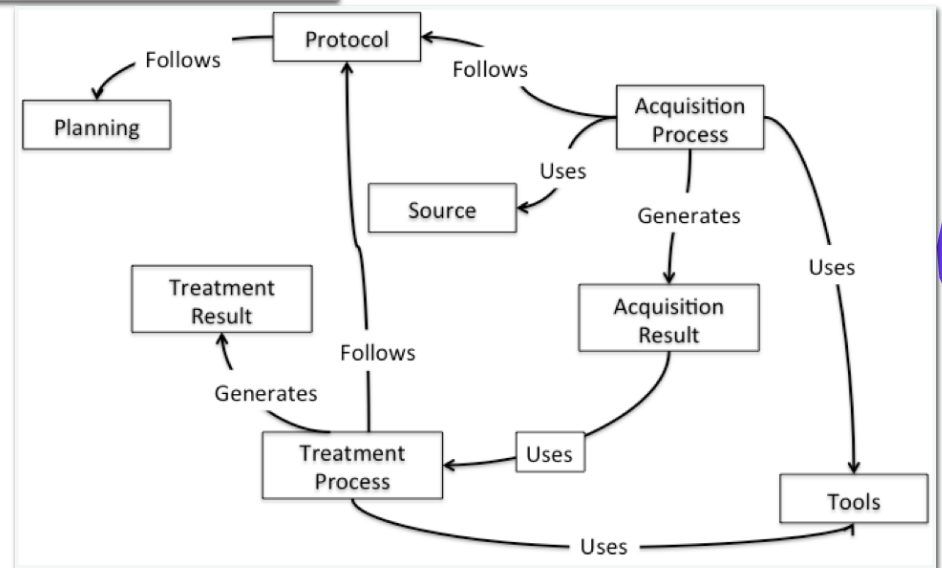 Protocol
Follows
Follows
Planning
Acquisition
Process
Uses
Source
Generates
Uses
Treatment
Result
Acquisition
Result
Follows
Generates
Treatment
Process
Uses
Tools
Uses